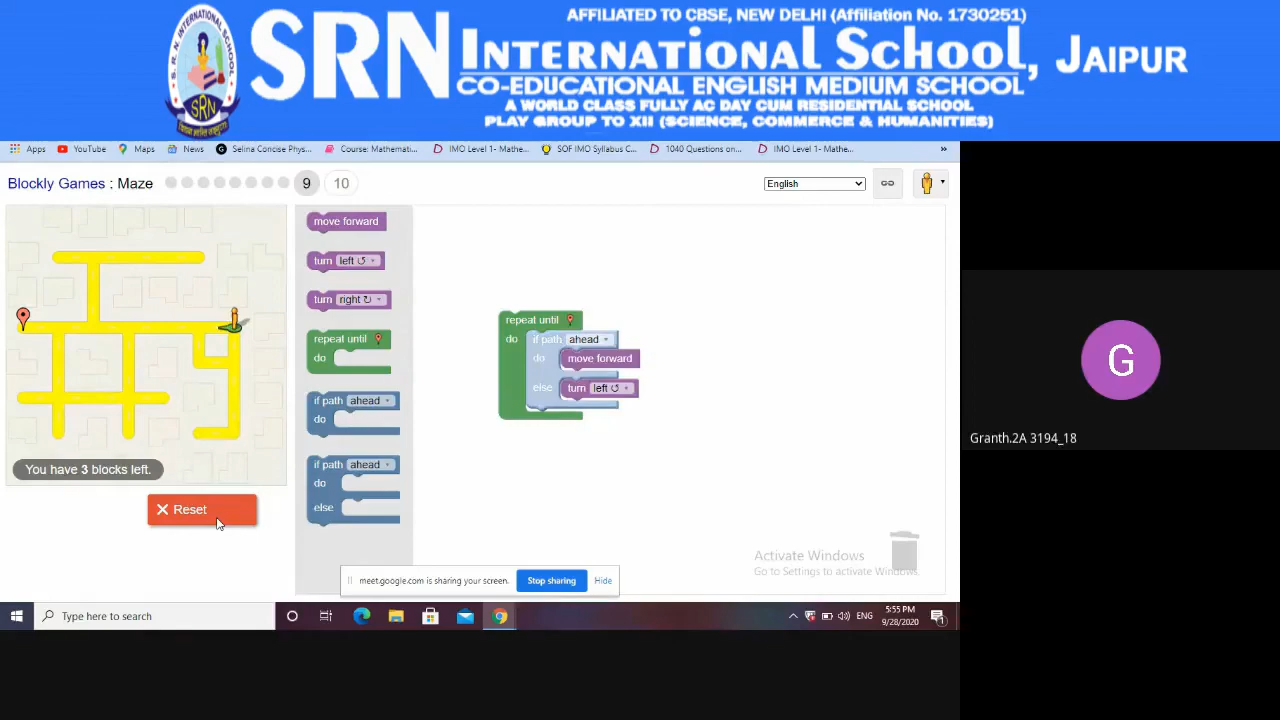 AFFILIATED TO CBSE, NEW DELHI (Affiliation No. 1730251)
SRN INTERNATIONAL SCHOOL, JAIPUR
CO-EDUCATIONAL ENGLISH MEDIUM SCHOOL
A WORLD CLASS FULLY AC DAY CUM RESIDENTIAL SCHOOL
PLAY GROUP TO XII (SCIENCE, COMMERCE & HUMANITIES)
SRN
Apps YouTube Maps News Selina Concise Phys... Course: Mathemati... IMO Level 1- Mathe... SOF IMO Syllabus C... 1040 Questions on... IMO Level 1- Mathe... »
Blockly Games : Maze 9 10 English
move forward
turn left ↺
turn right ↻
repeat until
do
if path ahead
do
if path ahead
do
else
repeat until
do if path ahead
do move forward
else turn left ↺
You have 3 blocks left.
Reset
Activate Windows
Go to Settings to activate Windows.
meet.google.com is sharing your screen. Stop sharing Hide
Type here to search
ENG
5:55 PM
9/28/2020
1
G
Granth.2A 3194_18